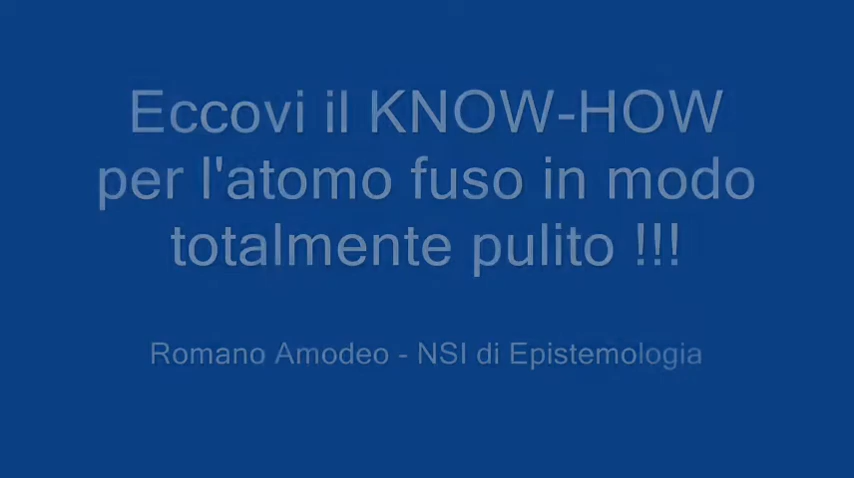 Eccovi il KNOW-HOW
per l'atomo fuso in modo
totalmente pulito !!!
Romano Amodeo - NSI di Epistemologia